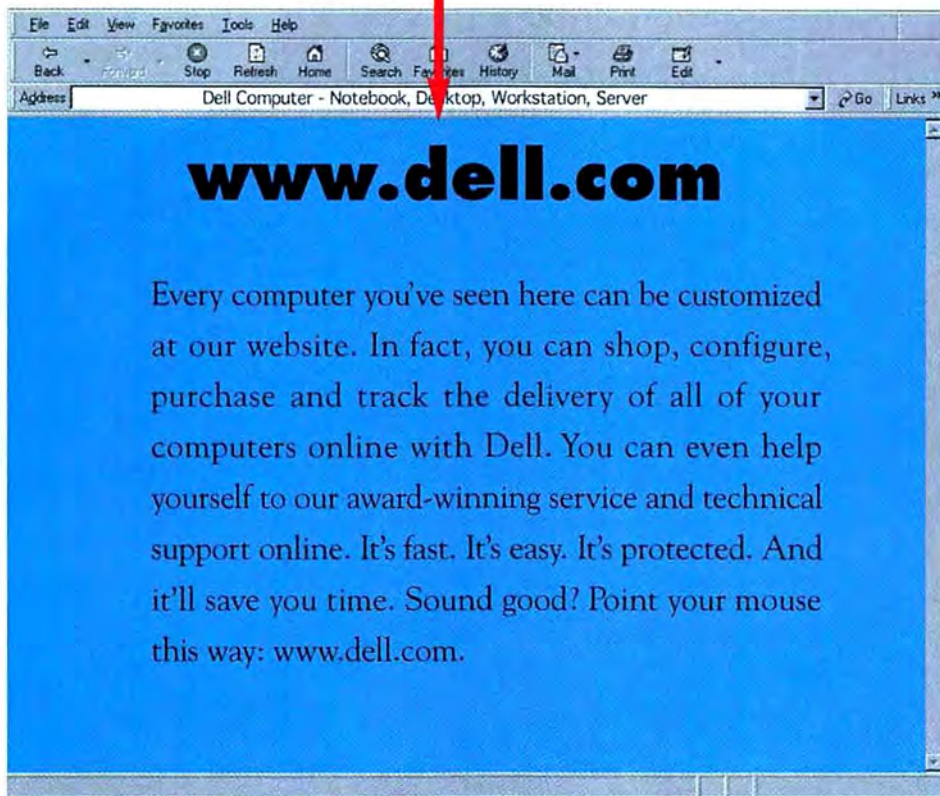 File Edit View Favorites Tools Help
Back Forward Stop Refresh Home Search Favorites History Mail Print Edit
Address Dell Computer - Notebook, Desktop, Workstation, Server Go Links »
www.dell.com
Every computer you've seen here can be customized
at our website. In fact, you can shop, configure,
purchase and track the delivery of all of your
computers online with Dell. You can even help
yourself to our award-winning service and technical
support online. It's fast. It's easy. It's protected. And
it'll save you time. Sound good? Point your mouse
this way: www.dell.com.